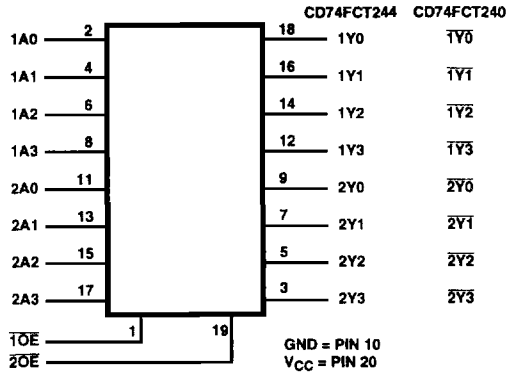 CD74FCT244 CD74FCT240
1A0 2 18 1Y0 1Y0
1A1 4 16 1Y1 1Y1
1A2 6 14 1Y2 1Y2
1A3 8 12 1Y3 1Y3
2A0 11 9 2Y0 2Y0
2A1 13 7 2Y1 2Y1
2A2 15 5 2Y2 2Y2
2A3 17 3 2Y3 2Y3
1OE 1 19
2OE
GND = PIN 10
VCC = PIN 20